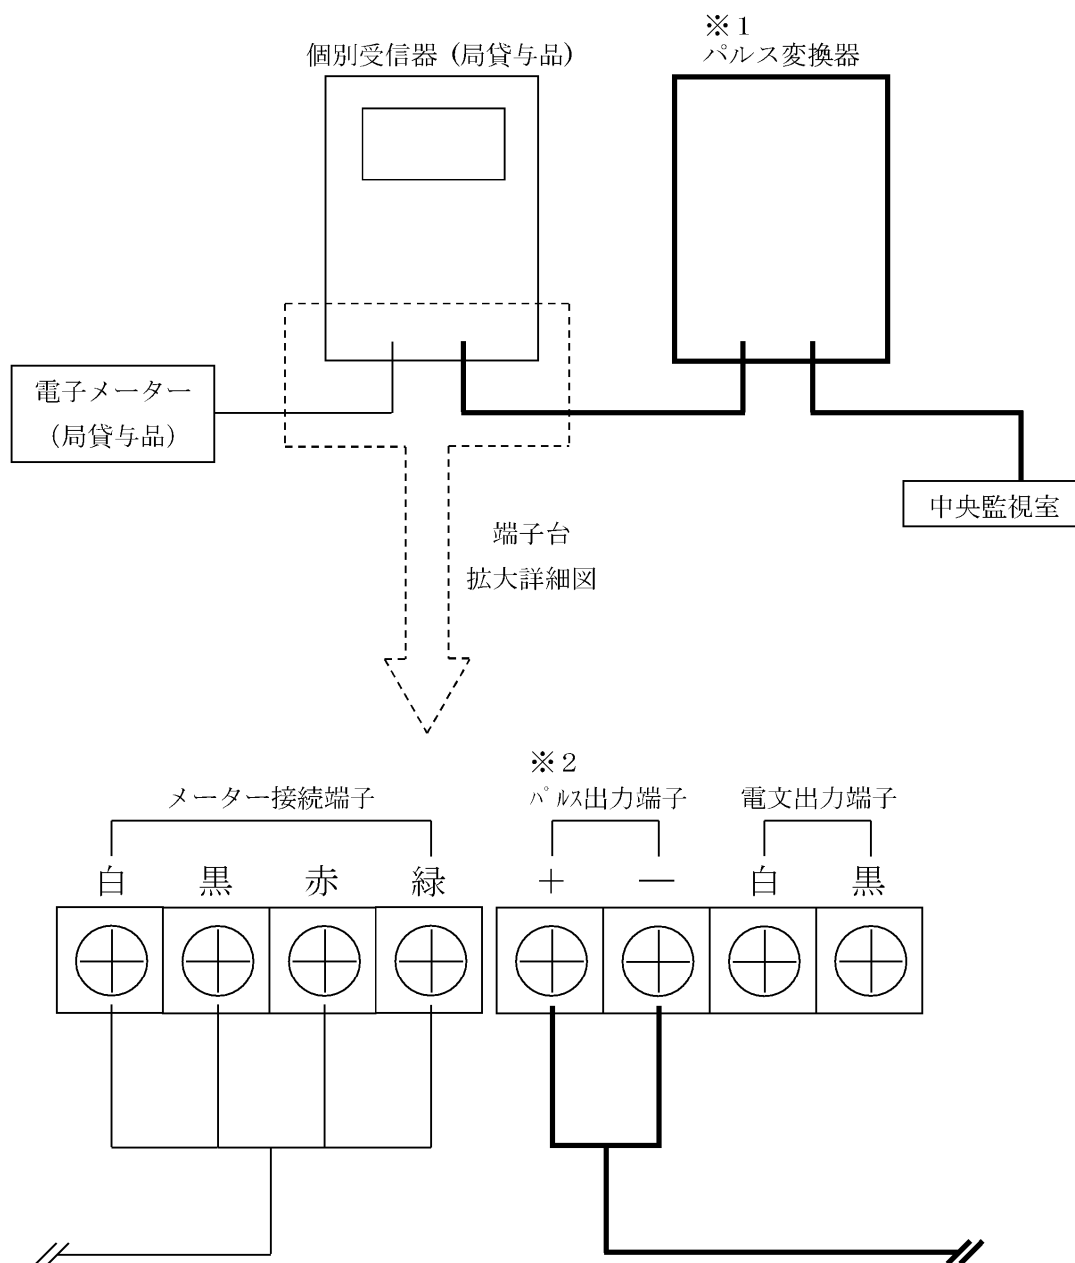 ※１
個別受信器（局貸与品）
パルス変換器
電子メーター
（局貸与品）
中央監視室
端子台
拡大詳細図
※２
メーター接続端子
ﾊﾟﾙｽ出力端子
電文出力端子
白 黒 赤 緑 ＋ － 白 黒